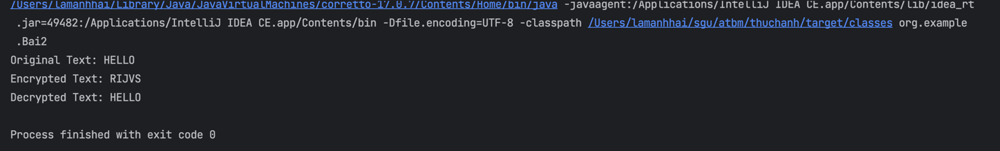 /Users/lamanhhai/Library/Java/JavaVirtualMachines/corretto-17.0.7/Contents/Home/bin/java -javaagent:/Applications/IntelliJ IDEA CE.app/Contents/lib/idea_rt
.jar=49482:/Applications/IntelliJ IDEA CE.app/Contents/bin -Dfile.encoding=UTF-8 -classpath /Users/lamanhhai/sgu/atbm/thuchanh/target/classes org.example
.Bai2
Original Text: HELLO
Encrypted Text: RIJVS
Decrypted Text: HELLO
Process finished with exit code 0